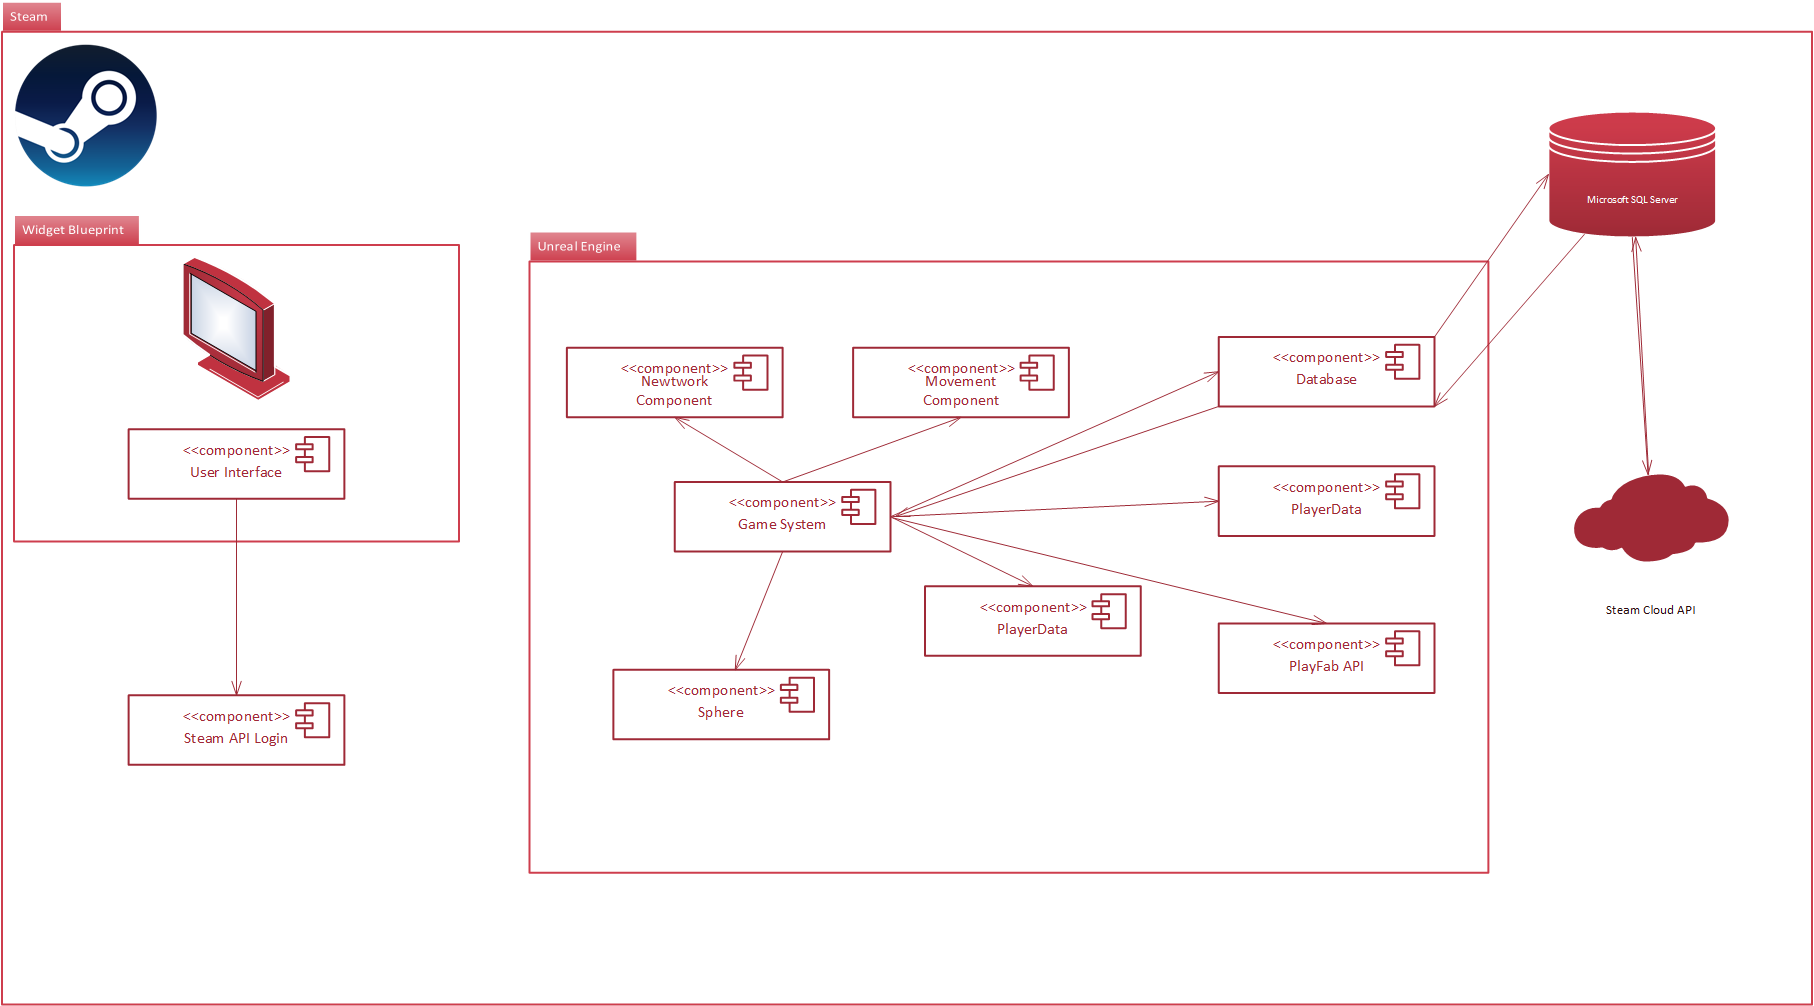 Steam
Widget Blueprint
<<component>>
User Interface
<<component>>
Steam API Login
Unreal Engine
<<component>>
Newtwork
Component
<<component>>
Movement
Component
<<component>>
Database
<<component>>
Game System
<<component>>
PlayerData
<<component>>
PlayerData
<<component>>
PlayFab API
<<component>>
Sphere
Microsoft SQL Server
Steam Cloud API